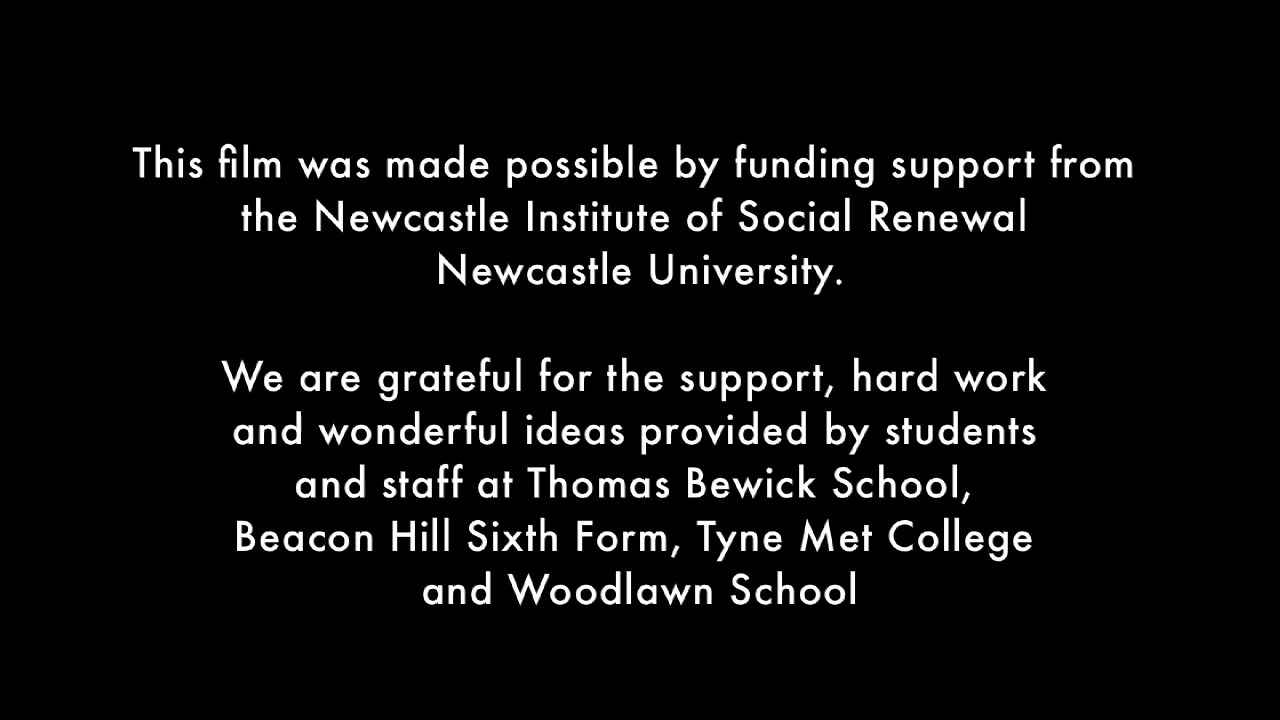 This film was made possible by funding support from
the Newcastle Institute of Social Renewal
Newcastle University.
We are grateful for the support, hard work
and wonderful ideas provided by students
and staff at Thomas Bewick School,
Beacon Hill Sixth Form, Tyne Met College
and Woodlawn School